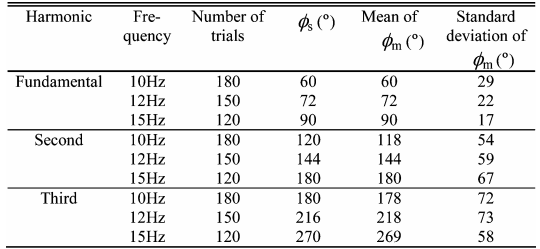 Harmonic Fre-quency Number of trials ϕs (°) Mean of ϕm (°) Standard deviation of ϕm (°)
Fundamental 10Hz 180 60 60 29
12Hz 150 72 72 22
15Hz 120 90 90 17
Second 10Hz 180 120 118 54
12Hz 150 144 144 59
15Hz 120 180 180 67
Third 10Hz 180 180 178 72
12Hz 150 216 218 73
15Hz 120 270 269 58